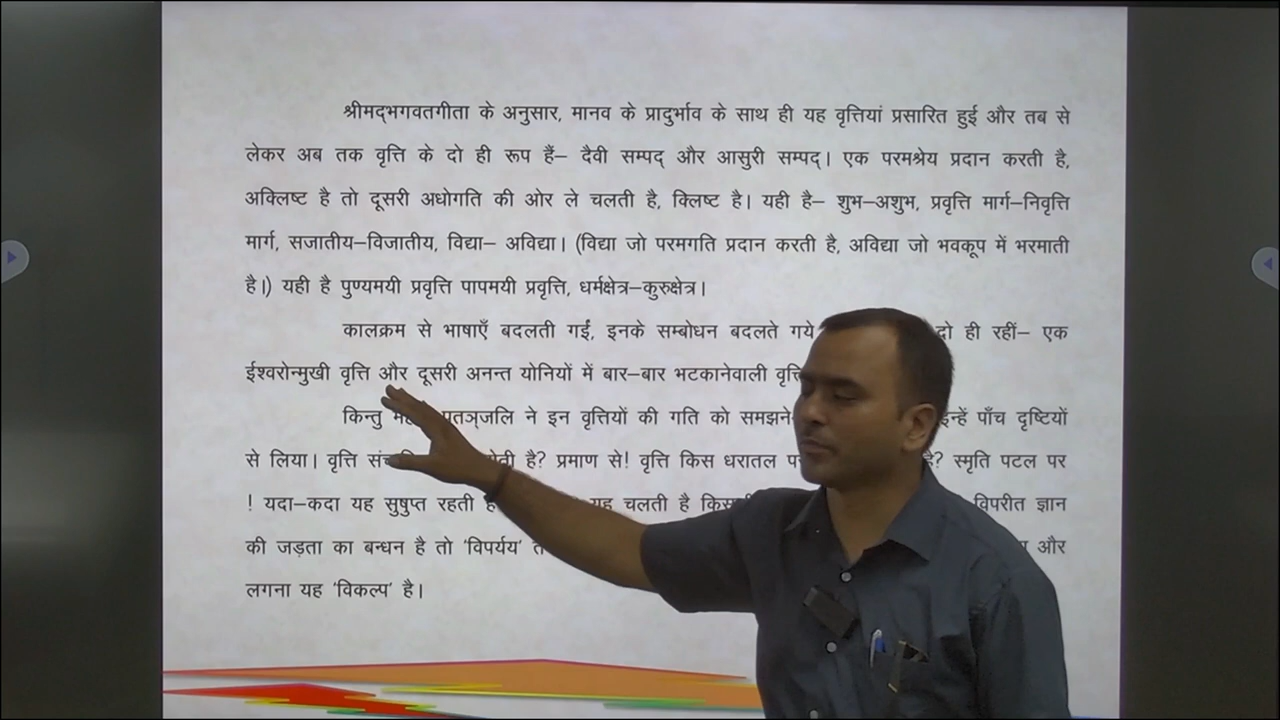 श्रीमद्भगवतगीता के अनुसार, मानव के प्रादुर्भाव के साथ ही यह वृत्तियां प्रसारित हुई और तब से
लेकर अब तक वृत्ति के दो ही रूप हैं– दैवी सम्पद् और आसुरी सम्पद्। एक परमश्रेय प्रदान करती है,
अक्लिष्ट है तो दूसरी अधोगति की ओर ले चलती है, क्लिष्ट है। यही है– शुभ–अशुभ, प्रवृत्ति मार्ग–निवृत्ति
मार्ग, सजातीय–विजातीय, विद्या– अविद्या। (विद्या जो परमगति प्रदान करती है, अविद्या जो भवकूप में भरमाती
है।) यही है पुण्यमयी प्रवृत्ति पापमयी प्रवृत्ति, धर्मक्षेत्र–कुरुक्षेत्र।
कालक्रम से भाषाएँ बदलती गईं, इनके सम्बोधन बदलते गये दो ही रहीं– एक
ईश्वरोन्मुखी वृत्ति और दूसरी अनन्त योनियों में बार–बार भटकानेवाली
किन्तु पतञ्जलि ने इन वृत्तियों की गति को इन्हें पाँच दृष्टियों
से लिया। वृत्ति है? प्रमाण से! वृत्ति किस धरातल है? स्मृति पटल पर
! यदा–कदा यह सुषुप्त रहती यह चलती है विपरीत ज्ञान
की जड़ता का बन्धन है तो 'विपर्यय' और
लगना यह 'विकल्प' है।